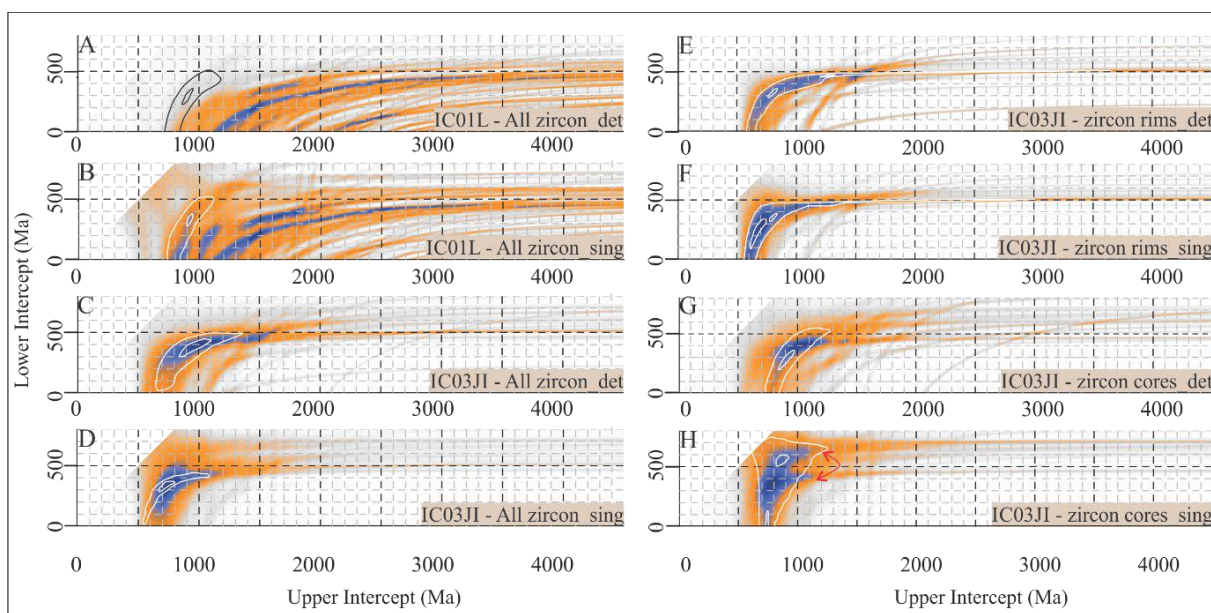 Lower Intercept (Ma)
A
500
0
IC01L - All zircon_det
0 1000 2000 3000 4000
B
500
0
IC01L - All zircon_sing
0 1000 2000 3000 4000
C
500
0
IC03JI - All zircon_det
0 1000 2000 3000 4000
D
500
0
IC03JI - All zircon_sing
0 1000 2000 3000 4000
Upper Intercept (Ma)
E
500
0
IC03JI - zircon rims_det
0 1000 2000 3000 4000
F
500
0
IC03JI - zircon rims_sing
0 1000 2000 3000 4000
G
500
0
IC03JI - zircon cores_det
0 1000 2000 3000 4000
H
500
0
IC03JI - zircon cores_sing
0 1000 2000 3000 4000
Upper Intercept (Ma)